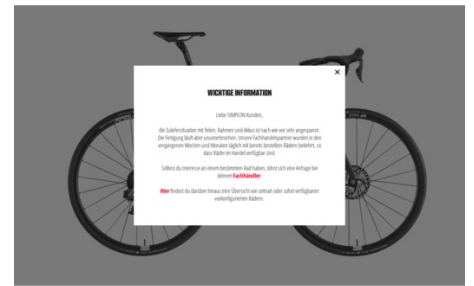 WICHTIGE INFORMATION
Liebe SIMPLON Kunden,
die Zuliefersituation mit Teilen, Rahmen und Akkus ist nach wie vor sehr angespannt.
Die Fertigung läuft aber ununterbrochen. Unsere Fachhandelspartner wurden in den
vergangenen Wochen und Monaten täglich mit bereits bestellten Rädern beliefert, so
dass Räder im Handel verfügbar sind.
Solltest du Interesse an einem bestimmten Rad haben, lohnt sich eine Anfrage bei
deinem Fachhändler.
Hier findest du darüber hinaus eine Übersicht von zeitnah oder sofort verfügbaren
vorkonfigurierten Rädern.